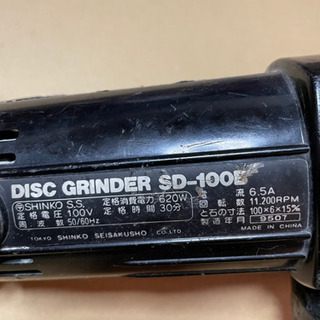 DISC GRINDER SD-100B
SHINKO S.S. 定格消費電力 620W 電流 6.5A
定格電圧 100V 定格時間 30分 回転数 11,200RPM
周波数 50/60Hz と石の寸法 100×6×15%
製造年月 9507
TOKYO SHINKO SEISAKUSHO CO.,LTD. MADE IN CHINA